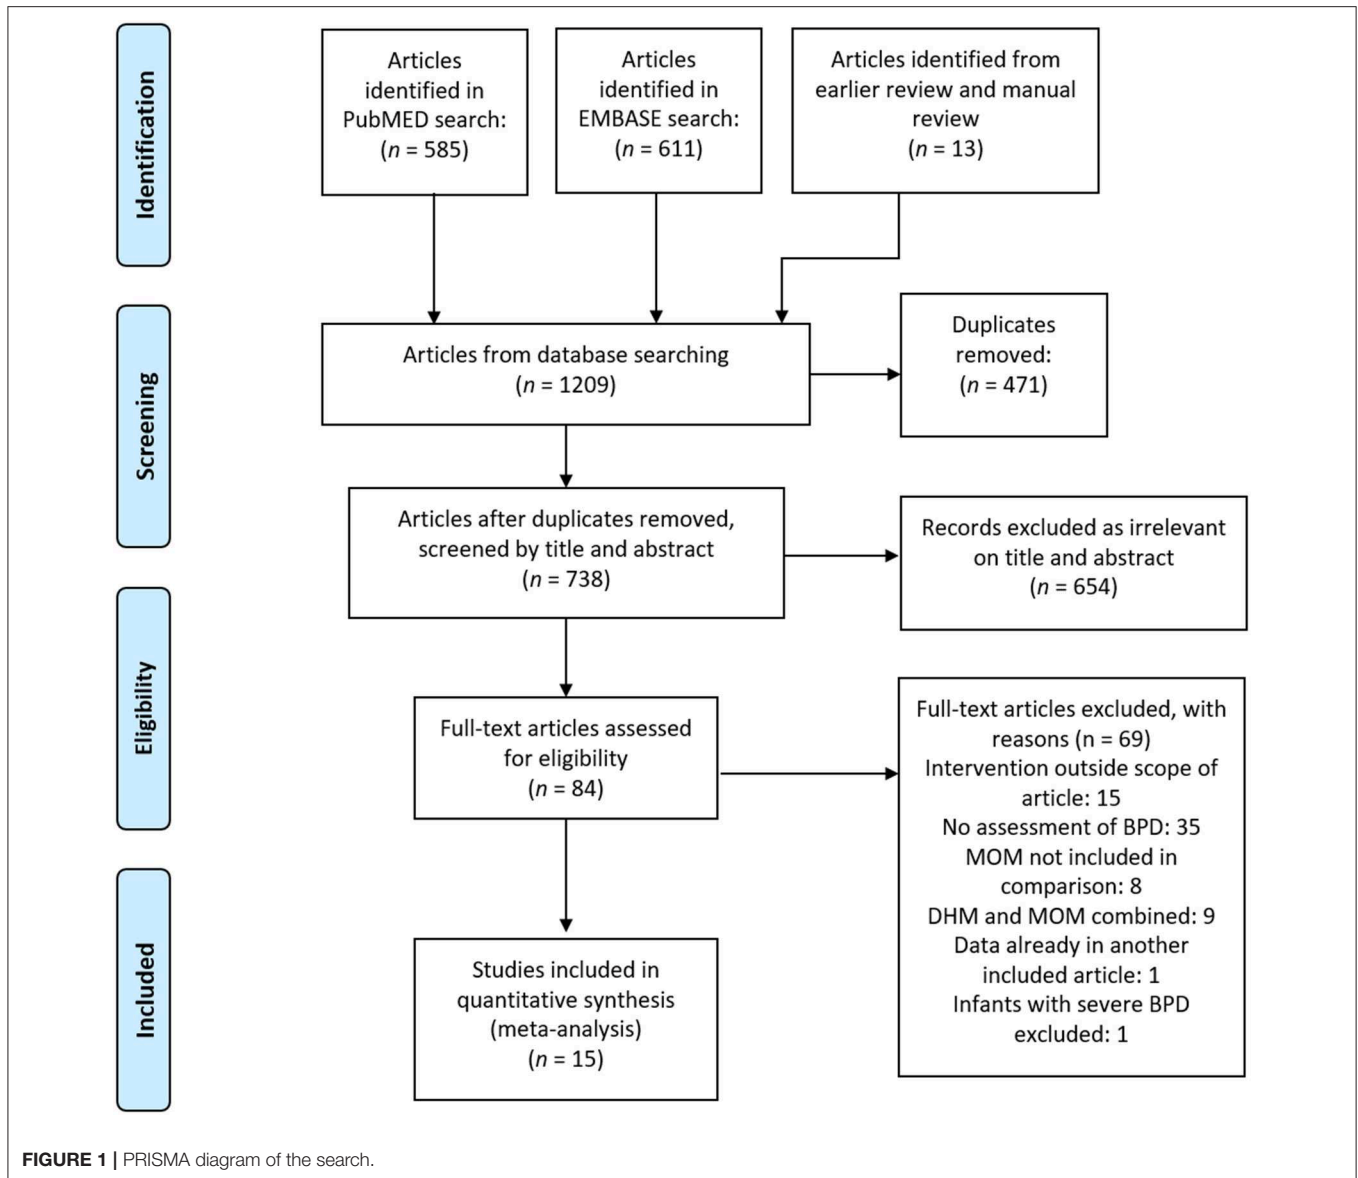 Identification
Articles
identified in
PubMED search:
(n = 585)
Articles
identified in
EMBASE search:
(n = 611)
Articles identified from
earlier review and manual
review
(n = 13)
Screening
Articles from database searching
(n = 1209)
Duplicates
removed:
(n = 471)
Articles after duplicates removed,
screened by title and abstract
(n = 738)
Records excluded as irrelevant
on title and abstract
(n = 654)
Eligibility
Full-text articles assessed
for eligibility
(n = 84)
Full-text articles excluded, with
reasons (n = 69)
Intervention outside scope of
article: 15
No assessment of BPD: 35
MOM not included in
comparison: 8
DHM and MOM combined: 9
Data already in another
included article: 1
Infants with severe BPD
excluded: 1
Included
Studies included in
quantitative synthesis
(meta-analysis)
(n = 15)
FIGURE 1 | PRISMA diagram of the search.